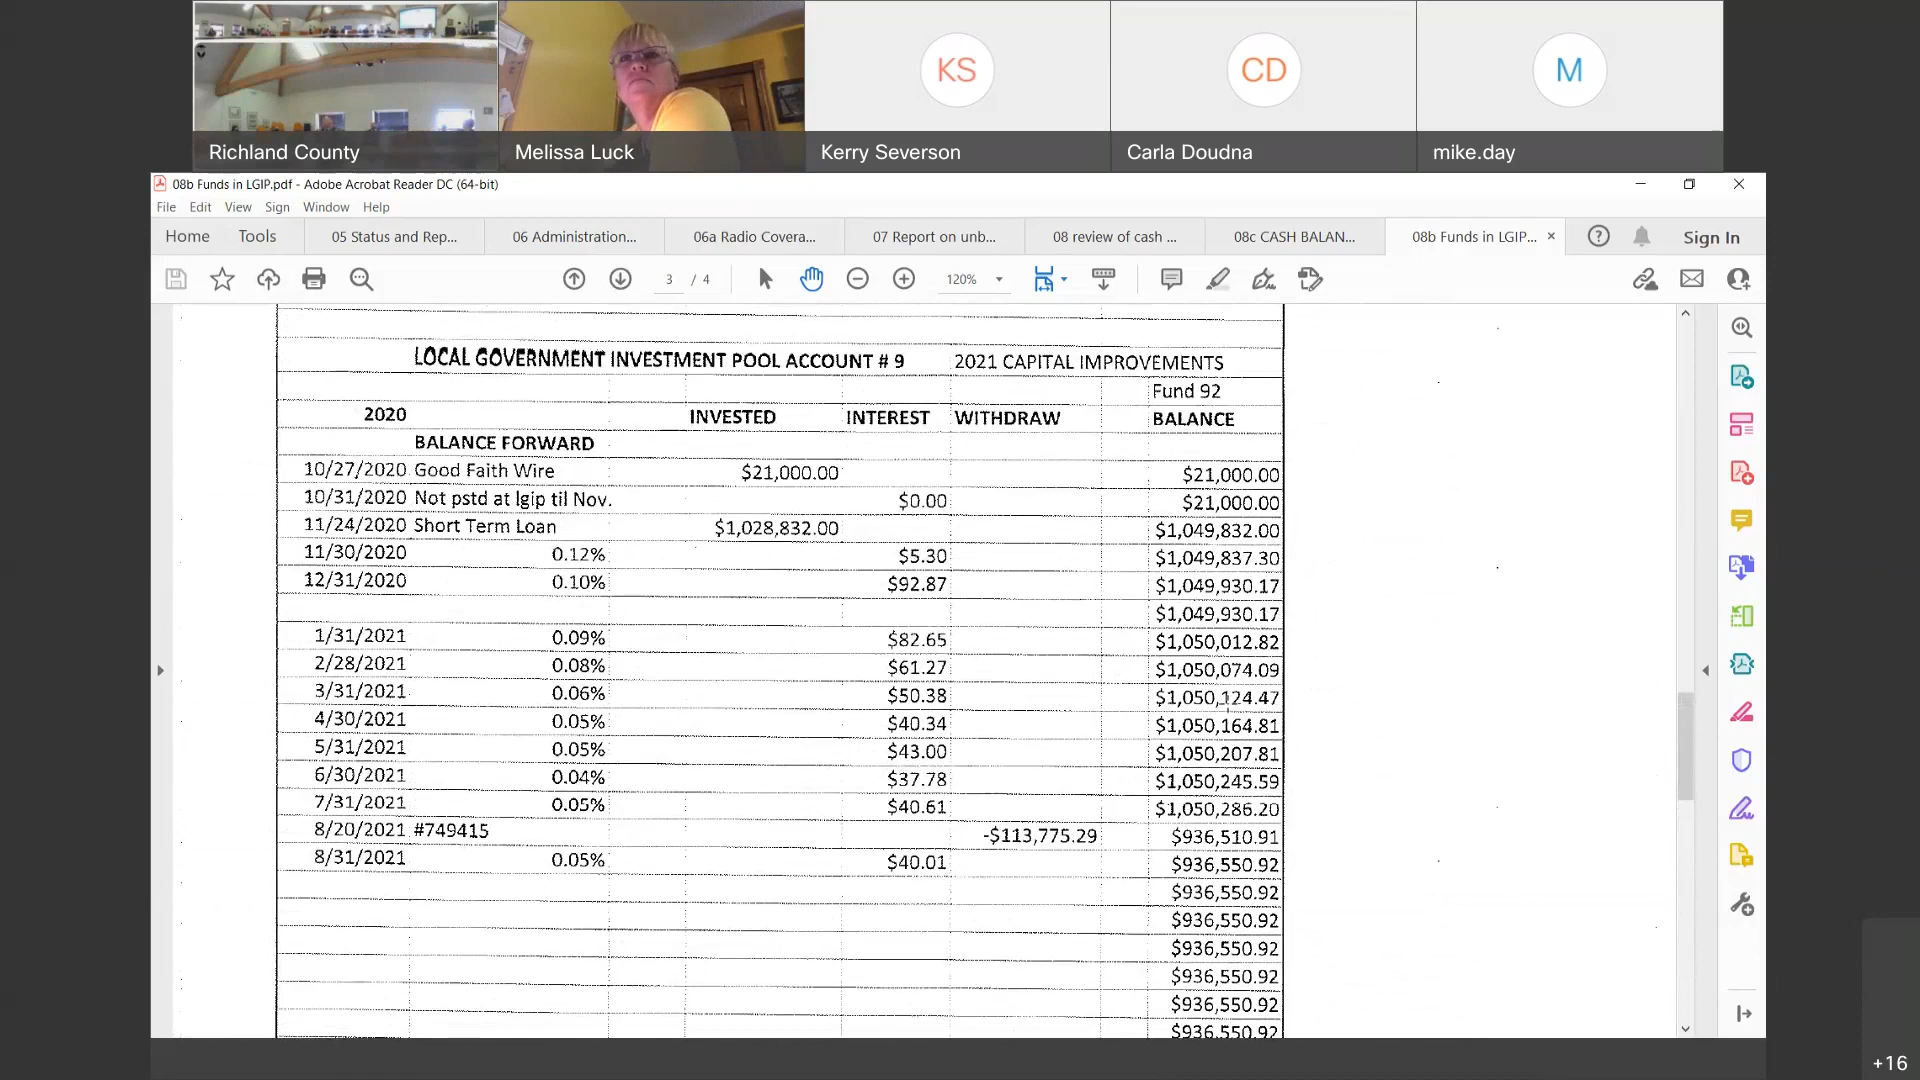 KS
CD
M
Richland County
Melissa Luck
Kerry Severson
Carla Doudna
mike.day
08b Funds in LGIP.pdf - Adobe Acrobat Reader DC (64-bit)
File Edit View Sign Window Help
Home Tools 05 Status and Rep... 06 Administration... 06a Radio Covera... 07 Report on unb... 08 review of cash ... 08c CASH BALAN... 08b Funds in LGIP... × Sign In
3 / 4 120%
LOCAL GOVERNMENT INVESTMENT POOL ACCOUNT # 9 2021 CAPITAL IMPROVEMENTS
Fund 92
2020 INVESTED INTEREST WITHDRAW BALANCE
BALANCE FORWARD
10/27/2020 Good Faith Wire $21,000.00 $21,000.00
10/31/2020 Not pstd at lgip til Nov. $0.00 $21,000.00
11/24/2020 Short Term Loan $1,028,832.00 $1,049,832.00
11/30/2020 0.12% $5.30 $1,049,837.30
12/31/2020 0.10% $92.87 $1,049,930.17
$1,049,930.17
1/31/2021 0.09% $82.65 $1,050,012.82
2/28/2021 0.08% $61.27 $1,050,074.09
3/31/2021 0.06% $50.38 $1,050,124.47
4/30/2021 0.05% $40.34 $1,050,164.81
5/31/2021 0.05% $43.00 $1,050,207.81
6/30/2021 0.04% $37.78 $1,050,245.59
7/31/2021 0.05% $40.61 $1,050,286.20
8/20/2021 #749415 -$113,775.29 $936,510.91
8/31/2021 0.05% $40.01 $936,550.92
$936,550.92
$936,550.92
$936,550.92
$936,550.92
$936,550.92
$936,550.92
+16